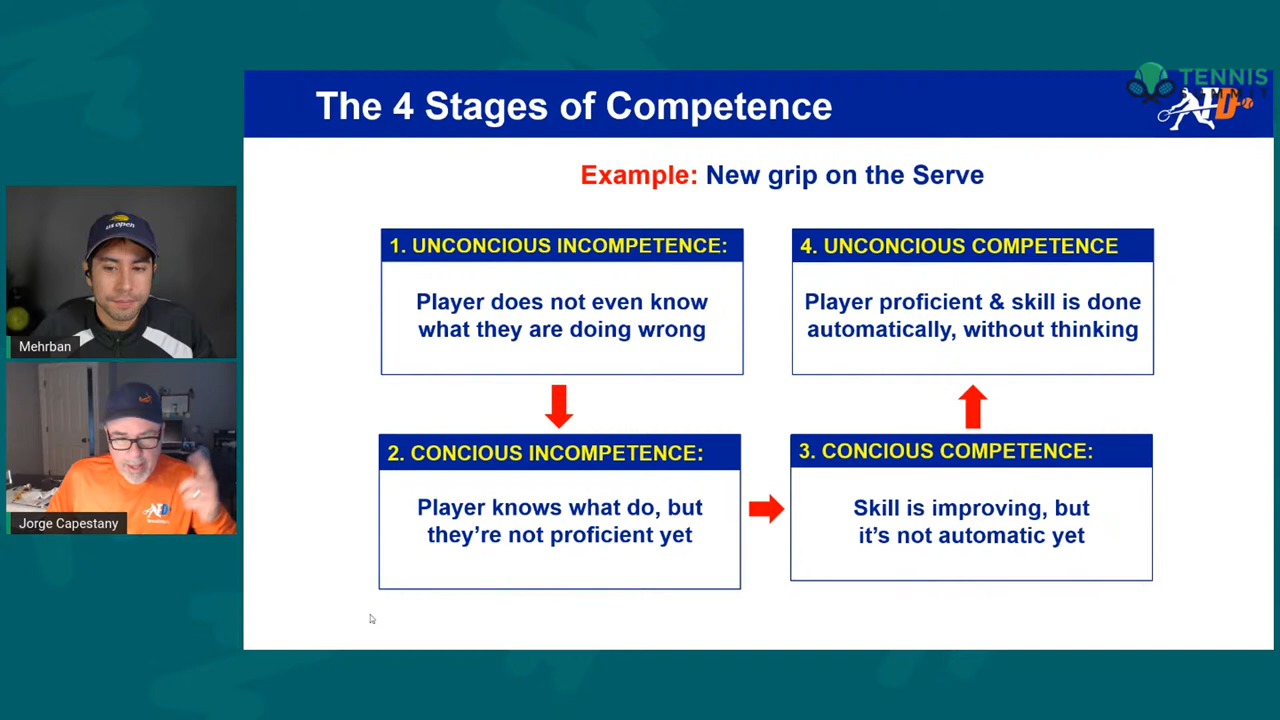 The 4 Stages of Competence
TENNIS
SUMMIT
Example: New grip on the Serve
1. UNCONCIOUS INCOMPETENCE:
Player does not even know
what they are doing wrong
4. UNCONCIOUS COMPETENCE
Player proficient & skill is done
automatically, without thinking
2. CONCIOUS INCOMPETENCE:
Player knows what do, but
they're not proficient yet
3. CONCIOUS COMPETENCE:
Skill is improving, but
it's not automatic yet
us open
Mehrban
Jorge Capestany